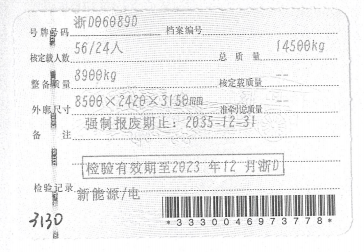 号牌号码 浙D06089D 档案编号
核定载人数 56/24人 总质量 14500kg
整备质量 8900kg 核定载质量 --
外廓尺寸 8500×2420×3150mm 准牵引总质量 --
备注 强制报废期止：2035-12-31
检验有效期至2023年12月浙D
检验记录 新能源/电
3130
*3330046973778*